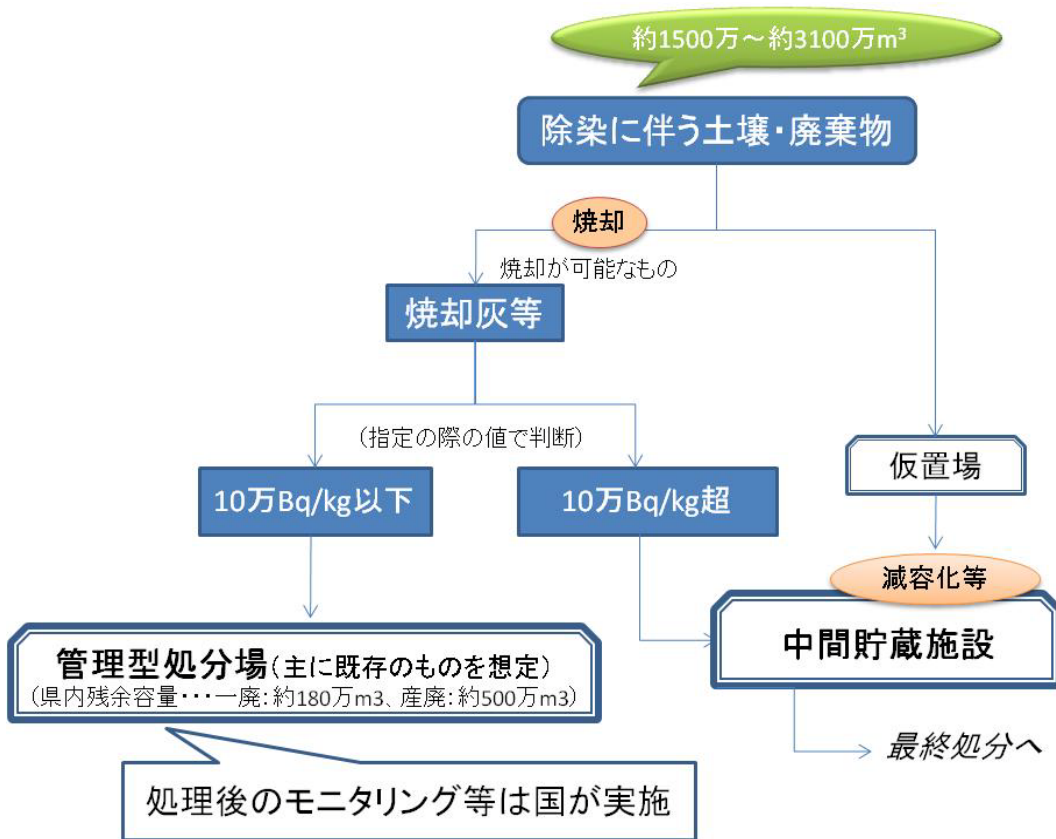 約1500万～約3100万m³
除染に伴う土壌・廃棄物
焼却
焼却が可能なもの
焼却灰等
(指定の際の値で判断)
10万Bq/kg以下
10万Bq/kg超
仮置場
減容化等
中間貯蔵施設
管理型処分場(主に既存のものを想定)
(県内残余容量・・・一廃:約180万m3、産廃:約500万m3)
最終処分へ
処理後のモニタリング等は国が実施